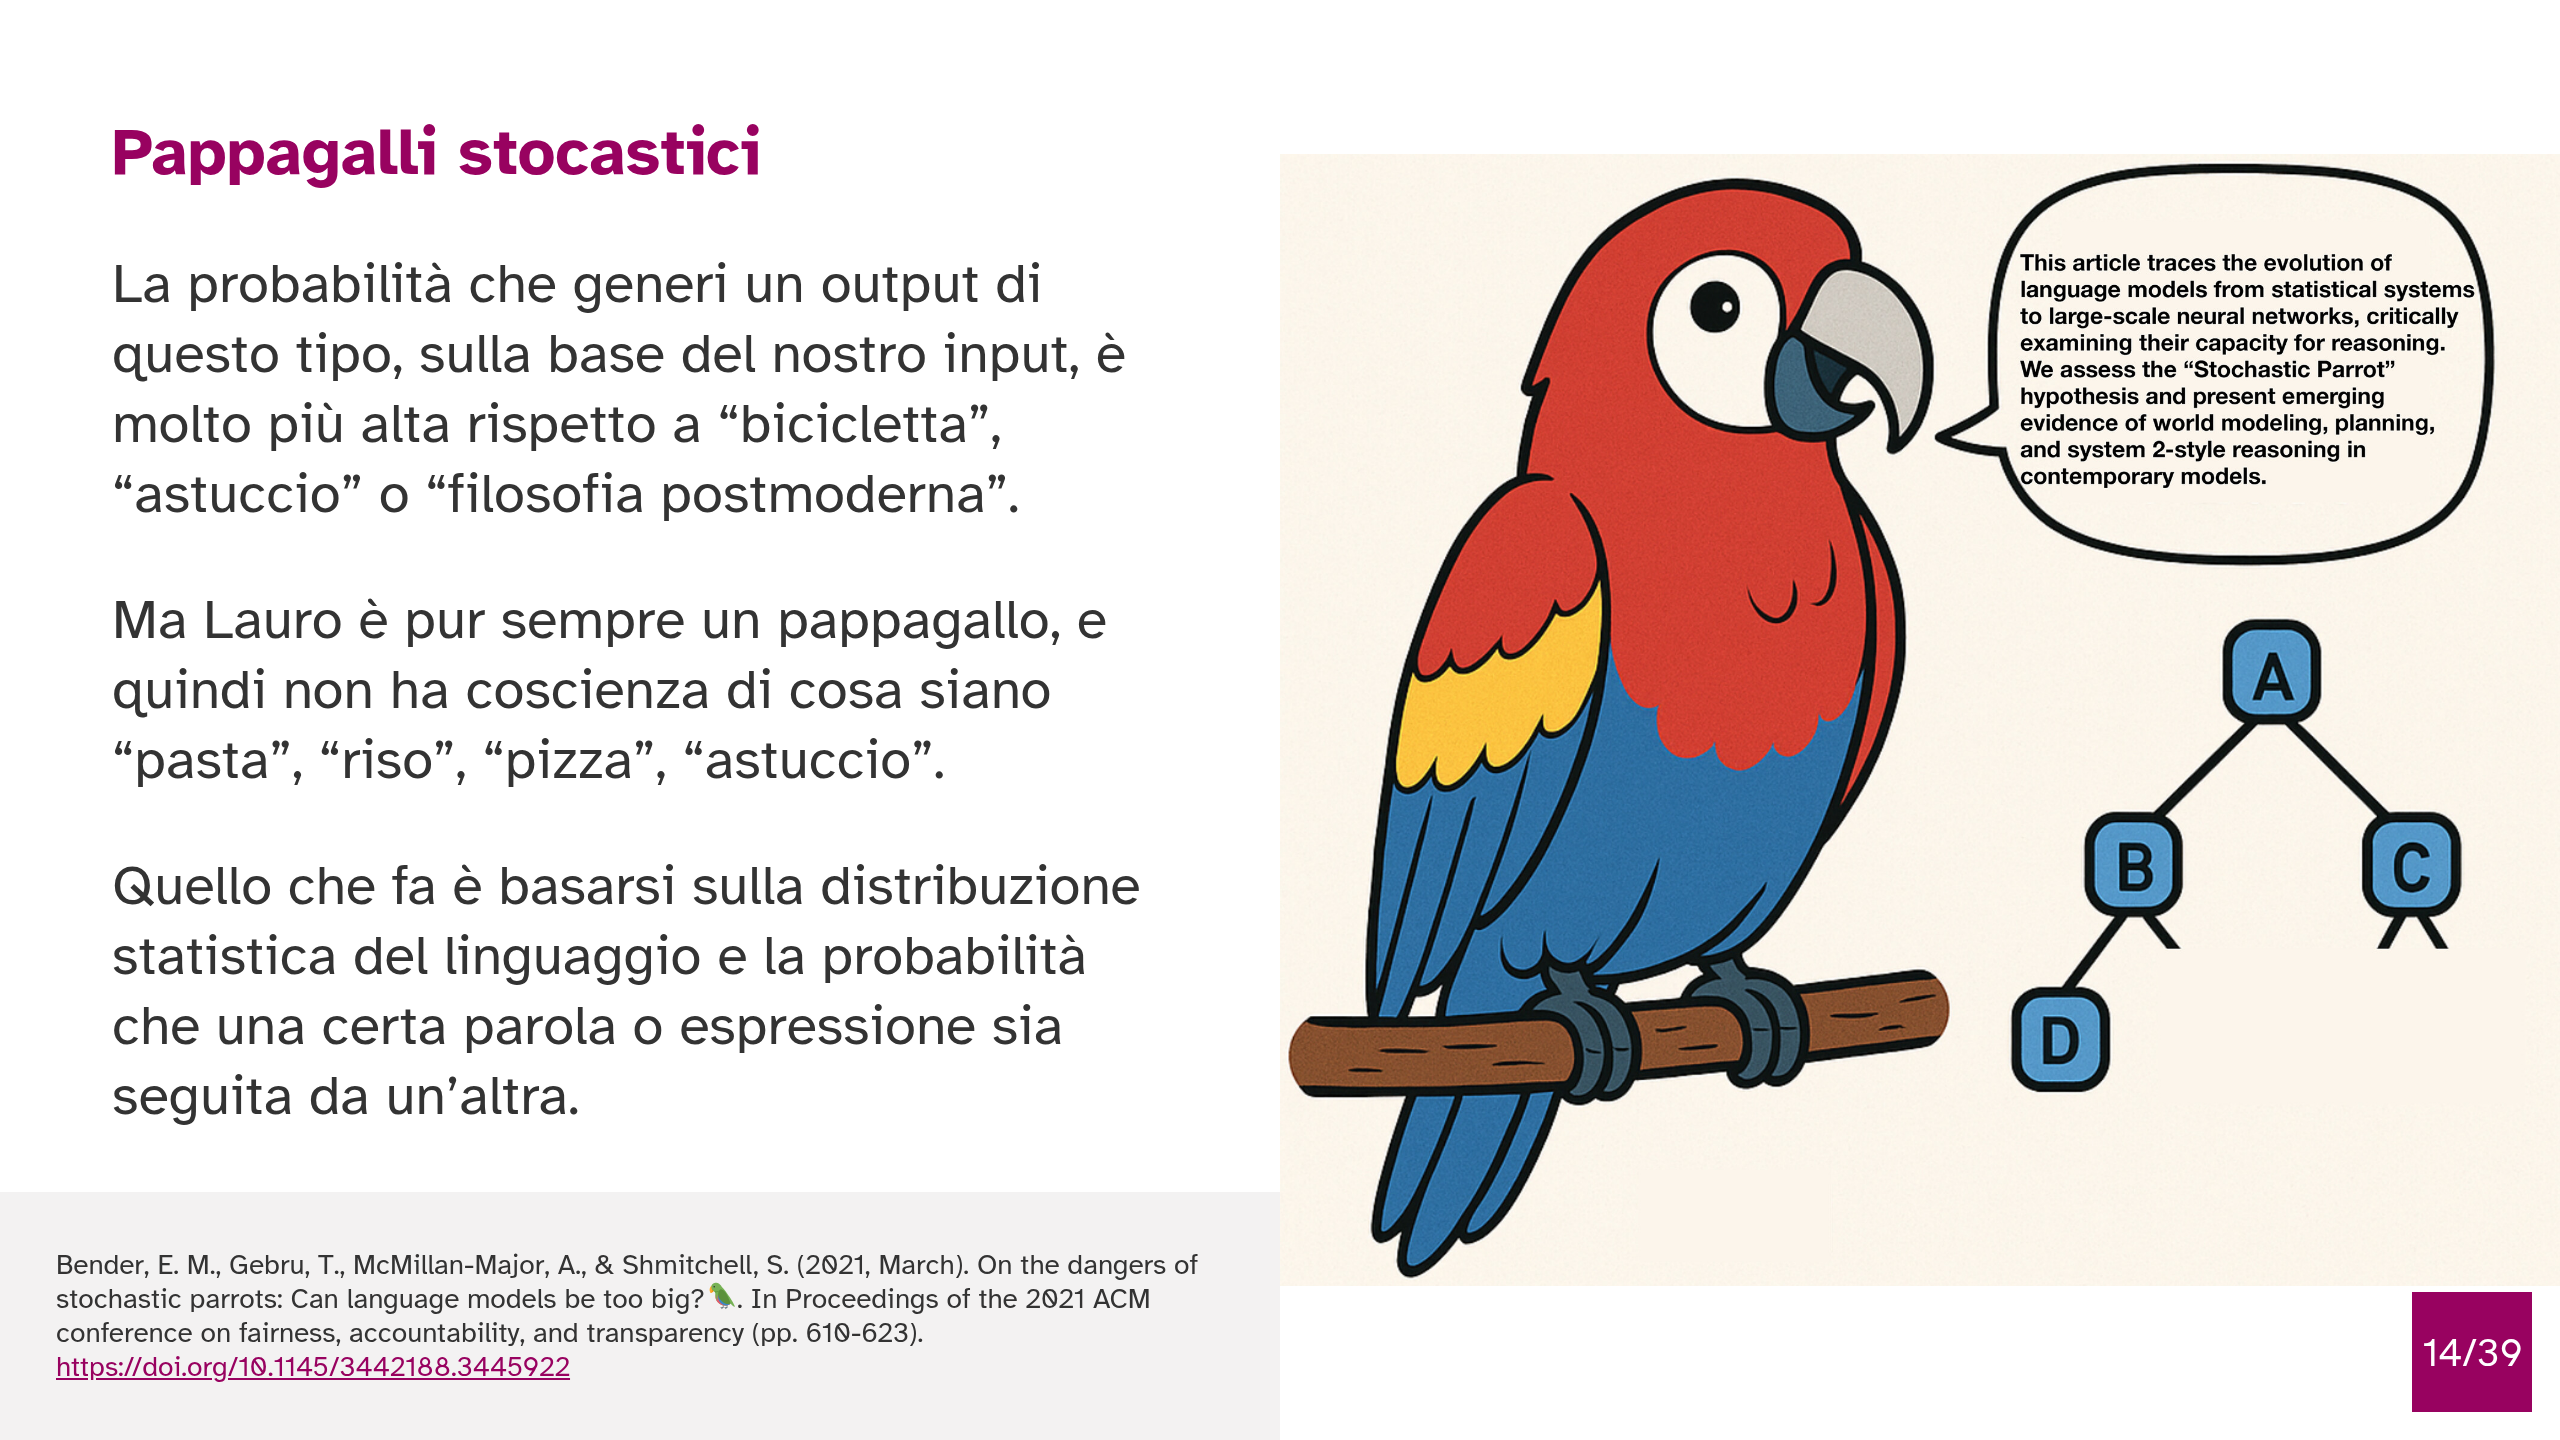 Pappagalli stocastici
La probabilità che generi un output di
questo tipo, sulla base del nostro input, è
molto più alta rispetto a “bicicletta”,
“astuccio” o “filosofia postmoderna”.
Ma Lauro è pur sempre un pappagallo, e
quindi non ha coscienza di cosa siano
“pasta”, “riso”, “pizza”, “astuccio”.
Quello che fa è basarsi sulla distribuzione
statistica del linguaggio e la probabilità
che una certa parola o espressione sia
seguita da un’altra.
Bender, E. M., Gebru, T., McMillan-Major, A., & Shmitchell, S. (2021, March). On the dangers of
stochastic parrots: Can language models be too big?🦜. In Proceedings of the 2021 ACM
conference on fairness, accountability, and transparency (pp. 610-623).
https://doi.org/10.1145/3442188.3445922
This article traces the evolution of
language models from statistical systems
to large-scale neural networks, critically
examining their capacity for reasoning.
We assess the “Stochastic Parrot”
hypothesis and present emerging
evidence of world modeling, planning,
and system 2-style reasoning in
contemporary models.
A
B
C
D
14/39